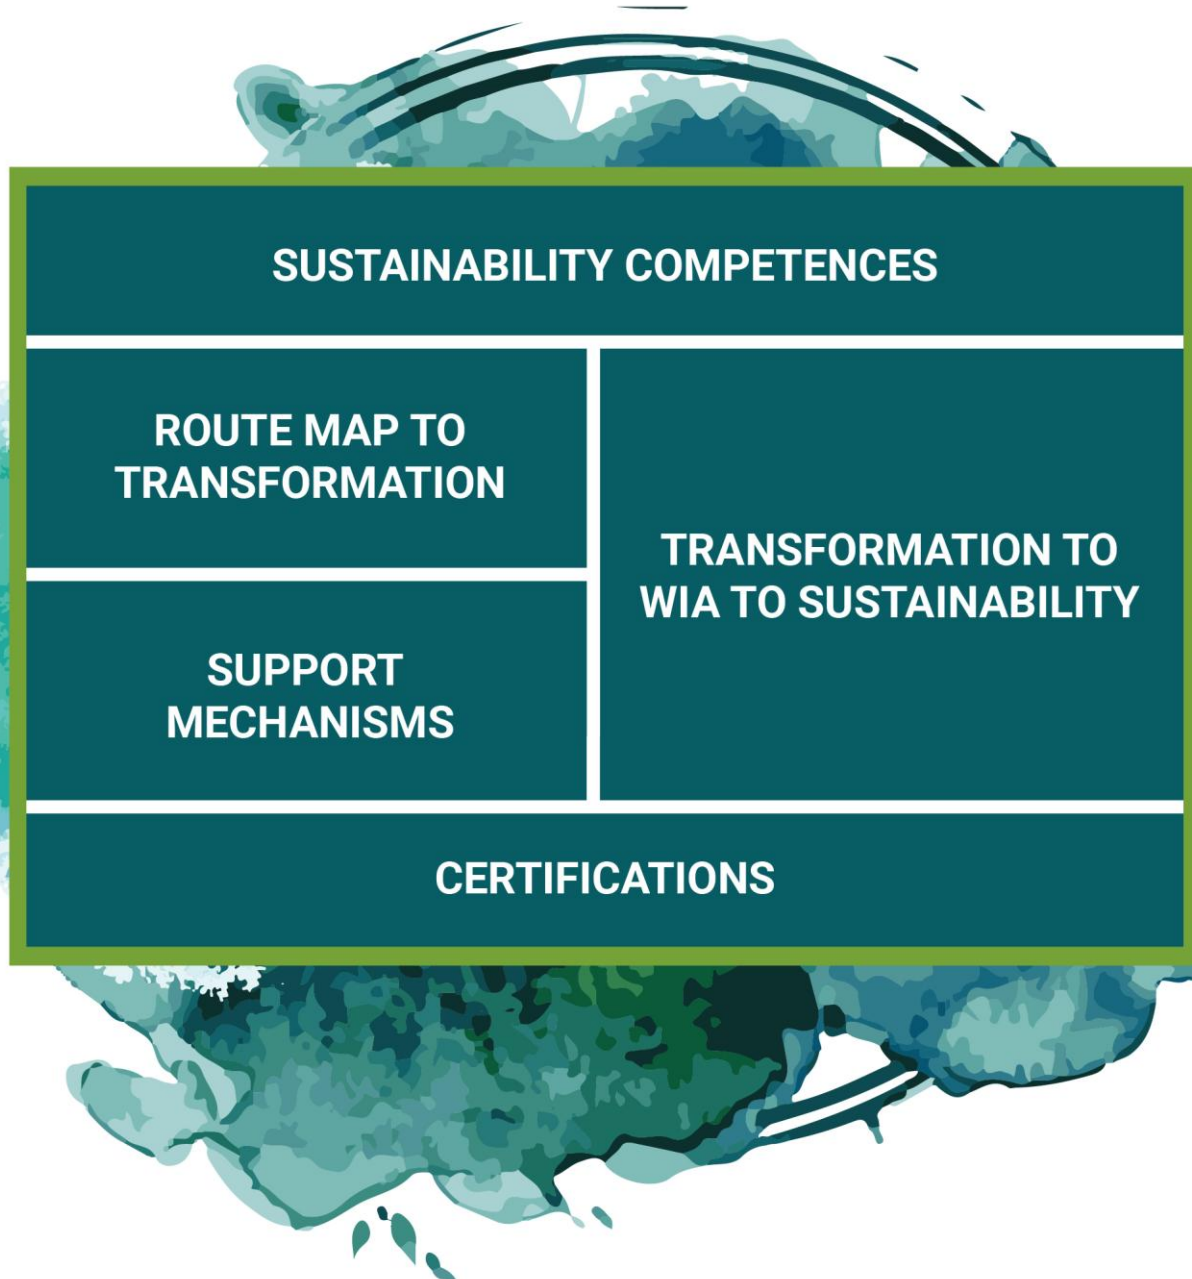 SUSTAINABILITY COMPETENCES
ROUTE MAP TO
TRANSFORMATION
SUPPORT
MECHANISMS
TRANSFORMATION TO
WIA TO SUSTAINABILITY
CERTIFICATIONS